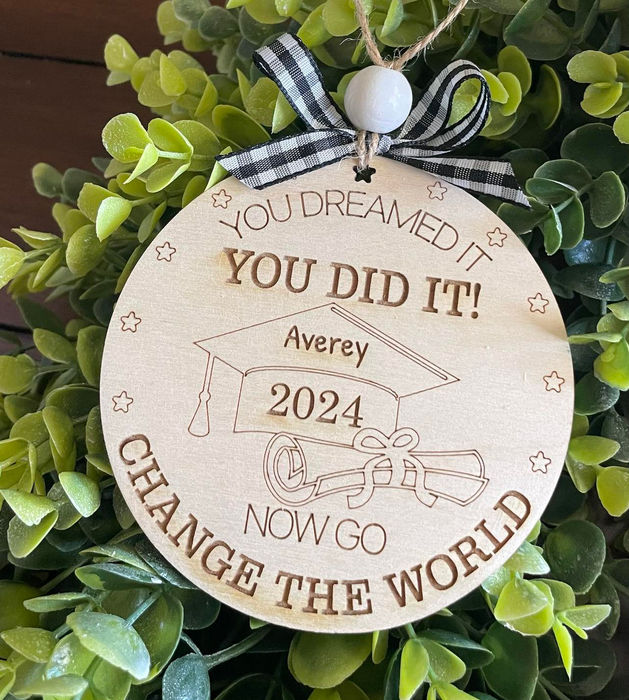 YOU DREAMED IT
YOU DID IT!
Averey
2024
NOW GO
CHANGE THE WORLD